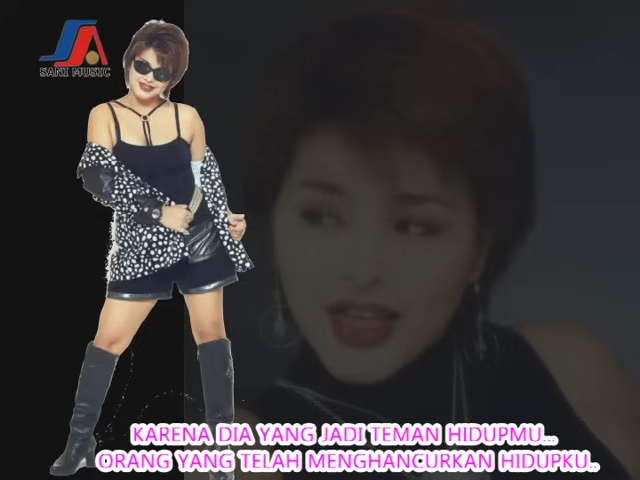 SANI MUSIC
KARENA DIA YANG JADI TEMAN HIDUPMU...
ORANG YANG TELAH MENGHANCURKAN HIDUPKU..